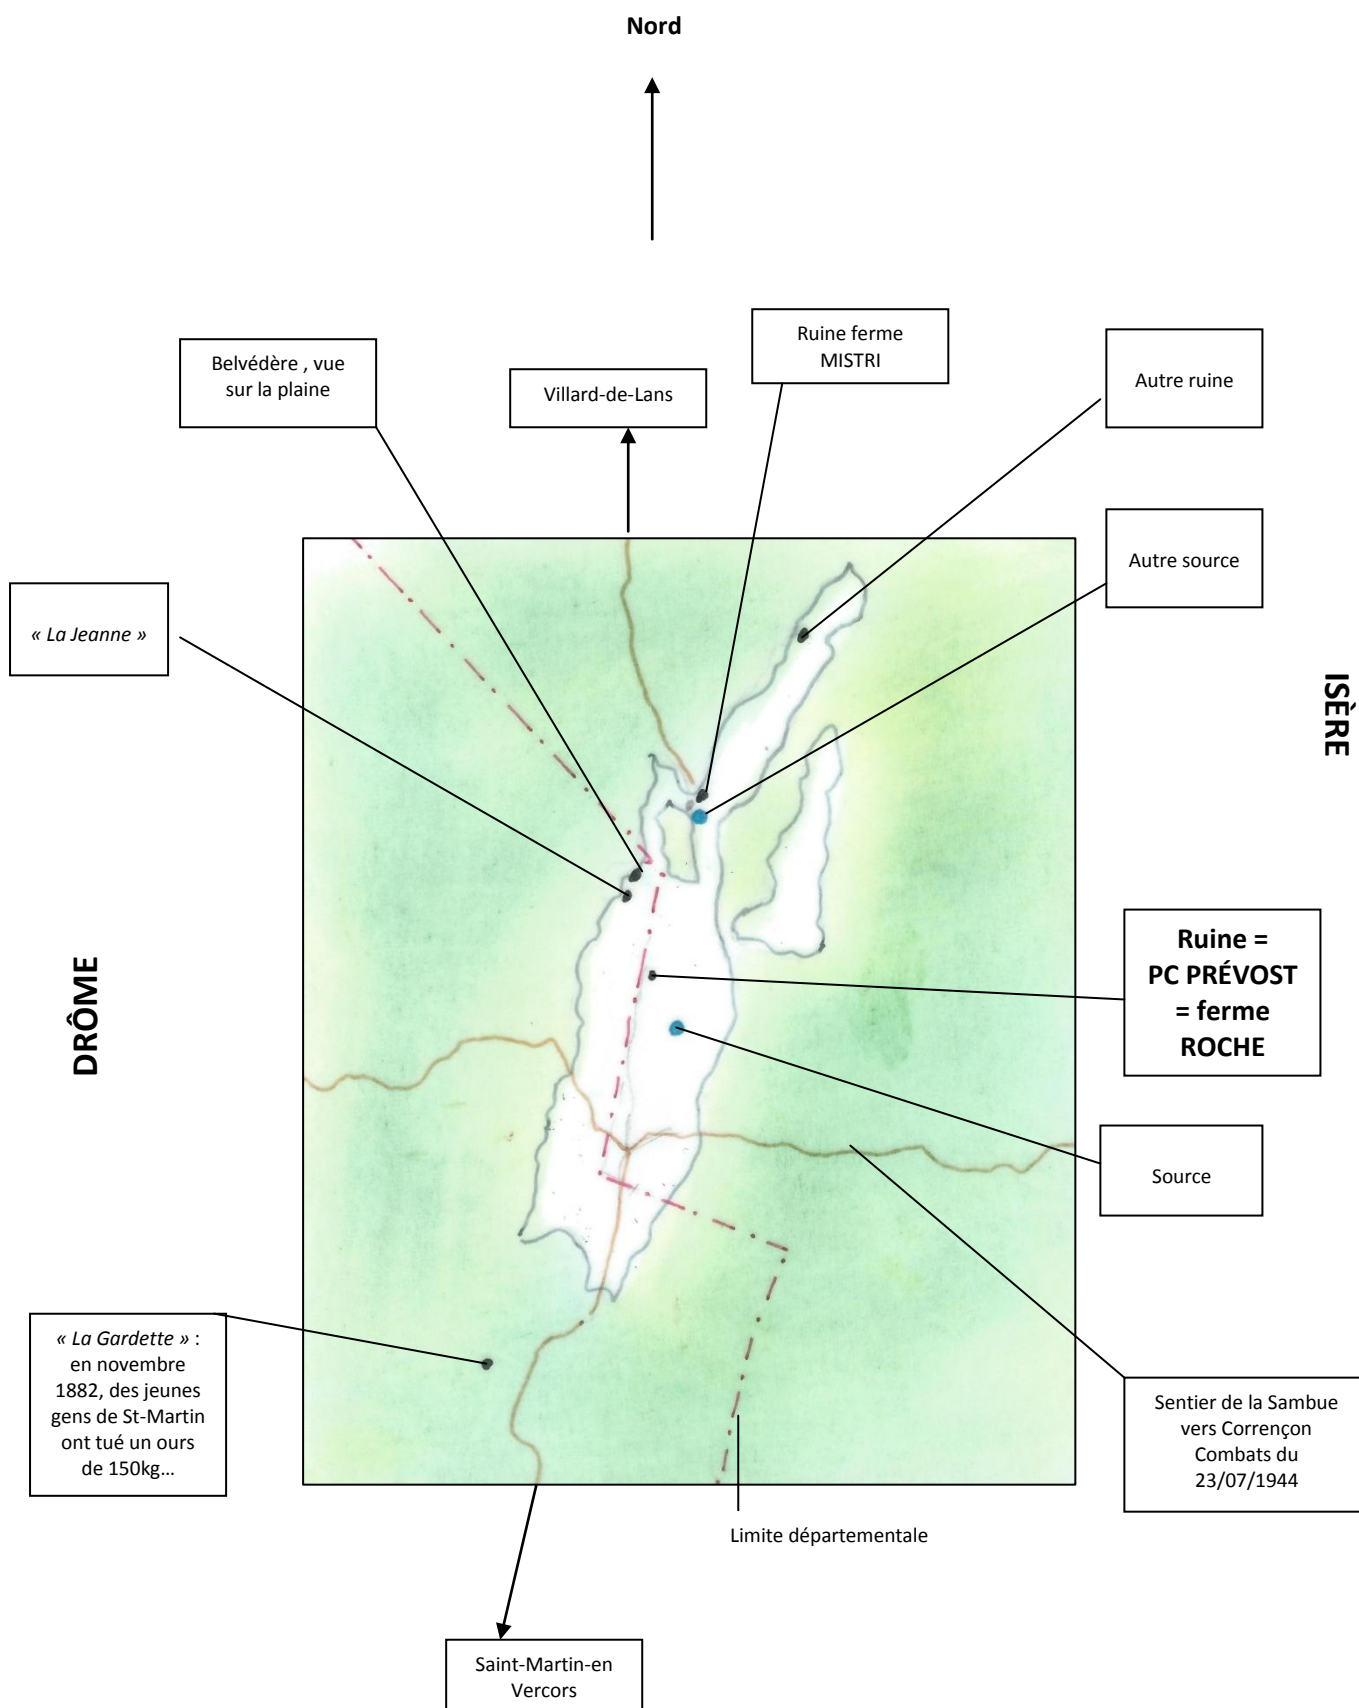 Nord
Ruine ferme
MISTRI
Belvédère , vue
sur la plaine
Villard-de-Lans
Autre ruine
Autre source
« La Jeanne »
ISÈRE
DRÔME
Ruine =
PC PRÉVOST
= ferme
ROCHE
Source
« La Gardette » :
en novembre
1882, des jeunes
gens de St-Martin
ont tué un ours
de 150kg...
Sentier de la Sambue
vers Corrençon
Combats du
23/07/1944
Limite départementale
Saint-Martin-en
Vercors